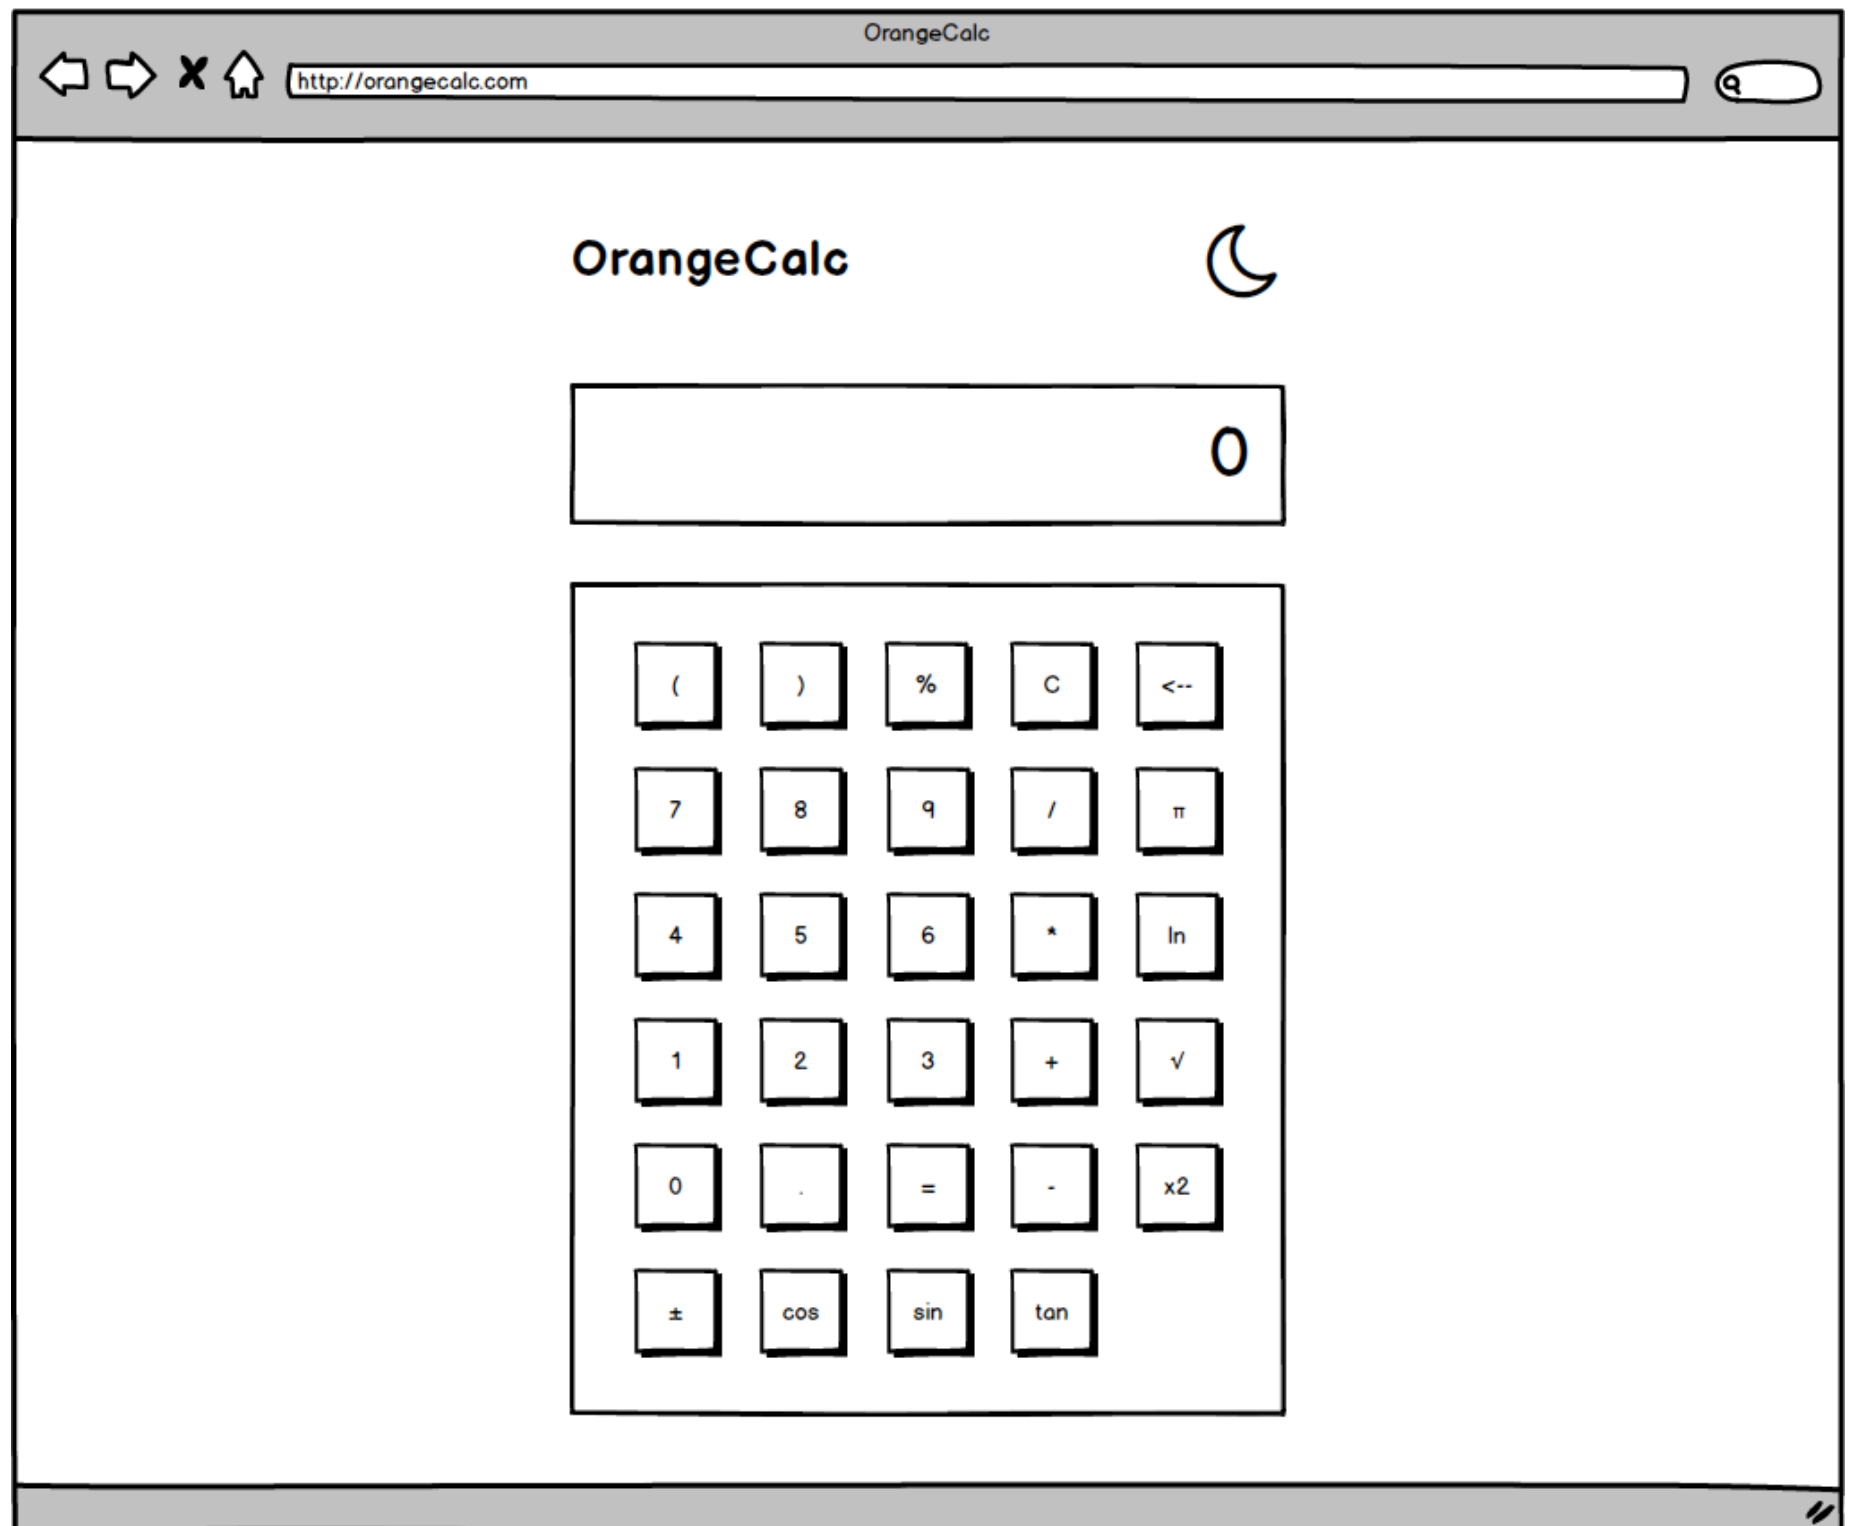 OrangeCalc
http://orangecalc.com
OrangeCalc
0
( ) % C <--
7 8 9 / π
4 5 6 * ln
1 2 3 + √
0 . = - x2
± cos sin tan